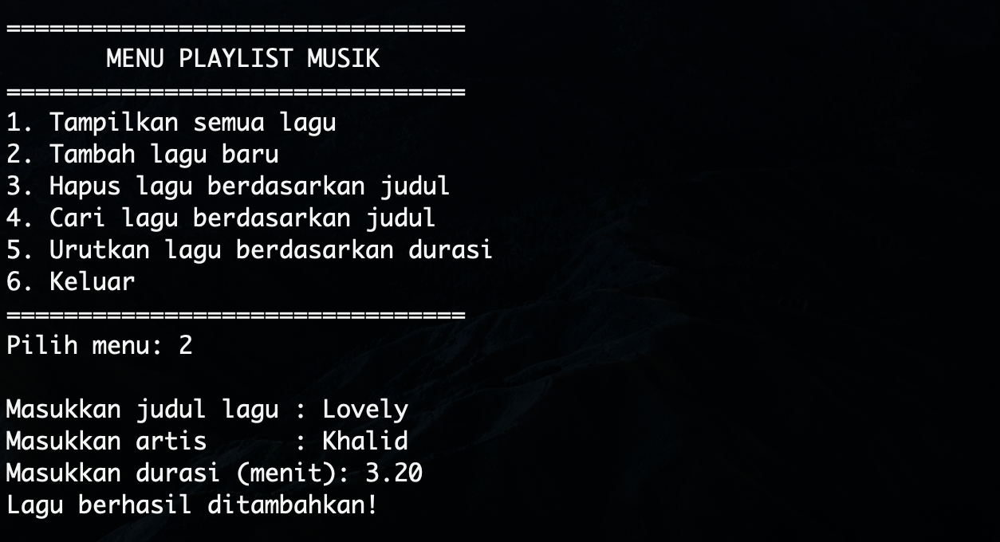 ================================
       MENU PLAYLIST MUSIK
================================
1. Tampilkan semua lagu
2. Tambah lagu baru
3. Hapus lagu berdasarkan judul
4. Cari lagu berdasarkan judul
5. Urutkan lagu berdasarkan durasi
6. Keluar
================================
Pilih menu: 2

Masukkan judul lagu : Lovely
Masukkan artis      : Khalid
Masukkan durasi (menit): 3.20
Lagu berhasil ditambahkan!